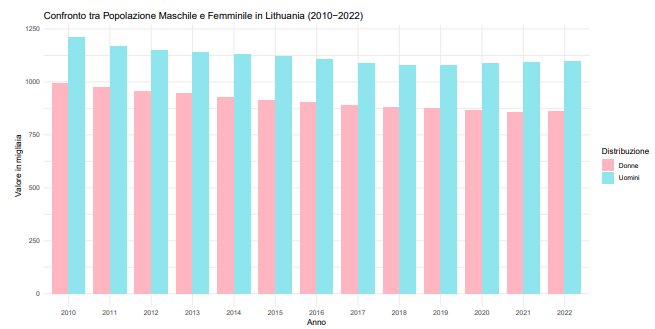 Confronto tra Popolazione Maschile e Femminile in Lithuania (2010−2022)
1250
1000
750
500
250
0
Valore in migliaia
2010 2011 2012 2013 2014 2015 2016 2017 2018 2019 2020 2021 2022
Anno
Distribuzione
Donne
Uomini